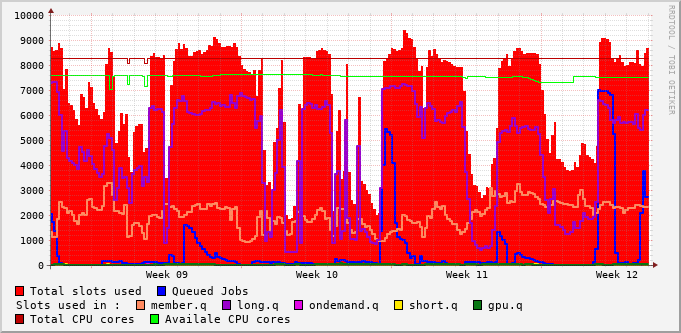 10000
9000
8000
7000
6000
5000
4000
3000
2000
1000
0
Week 09 Week 10 Week 11 Week 12
RRDTOOL / TOBI OETIKER
Total slots used Queued Jobs
Slots used in : member.q long.q ondemand.q short.q gpu.q
Total CPU cores Availale CPU cores